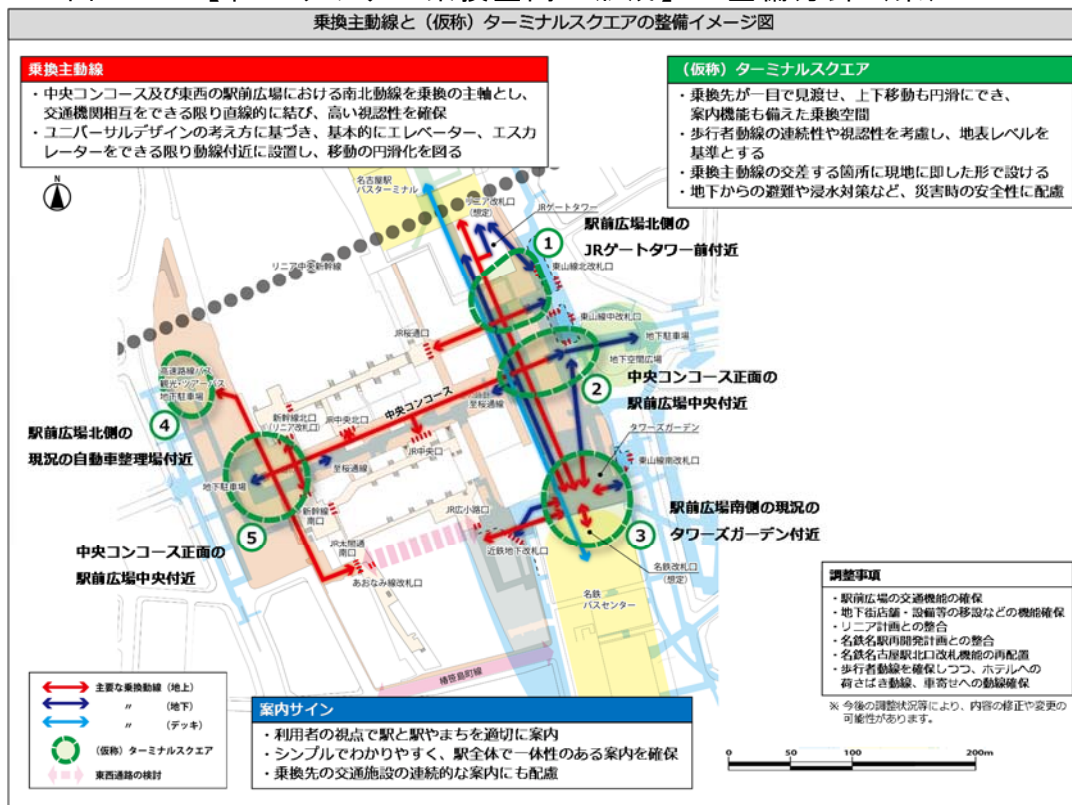 乗換主動線と（仮称）ターミナルスクエアの整備イメージ図
乗換主動線
・中央コンコース及び東西の駅前広場における南北動線を乗換の主軸とし、
交通機関相互をできる限り直線的に結び、高い視認性を確保
・ユニバーサルデザインの考え方に基づき、基本的にエレベーター、エスカ
レーターをできる限り動線付近に設置し、移動の円滑化を図る
（仮称）ターミナルスクエア
・乗換先が一目で見渡せ、上下移動も円滑にでき、
案内機能も備えた乗換空間
・歩行者動線の連続性や視認性を考慮し、地表レベルを
基準とする
・乗換主動線の交差する箇所に現地に即した形で設ける
・地下からの避難や浸水対策など、災害時の安全性に配慮
N
名古屋駅
バスターミナル
リニア改札口
（想定）
JRゲートタワー
①
駅前広場北側の
JRゲートタワー前付近
東山線北改札口
リニア中央新幹線
東山線中改札口
JR桜通口
地下駐車場
地下空間広場
②
中央コンコース正面の
駅前広場中央付近
高速路線バス
観光・ツアーバス
地下駐車場
④
駅前広場北側の
現況の自動車整理場付近
新幹線北口
（リニア改札口）
JR中央北口
中央コンコース
至桜通線
JR中央口
至桜通線
タワーズガーデン
東山線南改札口
地下駐車場
新幹線
南口
JR広小路口
③
駅前広場南側の現況の
タワーズガーデン付近
⑤
中央コンコース正面の
駅前広場中央付近
JR太閤通
南口
あおなみ線改札口
近鉄地下改札口
名鉄改札口
（想定）
名鉄
バスセンター
椿笹島町線
調整事項
・駅前広場の交通機能の確保
・地下街店舗・設備等の移設などの機能確保
・リニア計画との整合
・名鉄名駅再開発計画との整合
・名鉄名古屋駅北口改札機能の再配置
・歩行者動線を確保しつつ、ホテルへの
荷さばき動線、車寄せへの動線確保
※ 今後の調整状況等により、内容の修正や変更の
可能性があります。
主要な乗換動線（地上）
〃 （地下）
〃 （デッキ）
（仮称）ターミナルスクエア
東西通路の検討
案内サイン
・利用者の視点で駅と駅やまちを適切に案内
・シンプルでわかりやすく、駅全体で一体性のある案内を確保
・乗換先の交通施設の連続的な案内にも配慮
0 50 100 200m